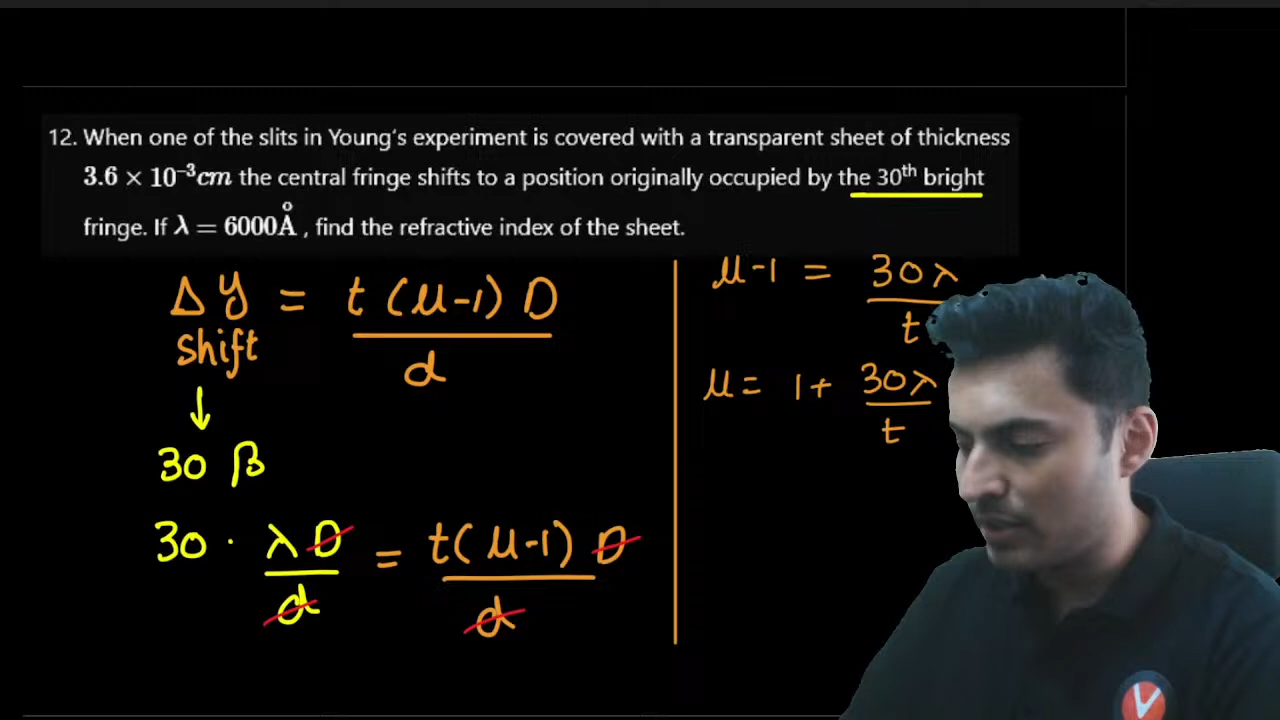 12. When one of the slits in Young's experiment is covered with a transparent sheet of thickness
3.6 × 10⁻³cm the central fringe shifts to a position originally occupied by the 30th bright
fringe. If λ = 6000Å , find the refractive index of the sheet.
Δy = t(μ-1)D / d
shift
↓
30 β
30 · λD / d = t(μ-1)D / d
μ-1 = 30λ / t
μ = 1 + 30λ / t
V